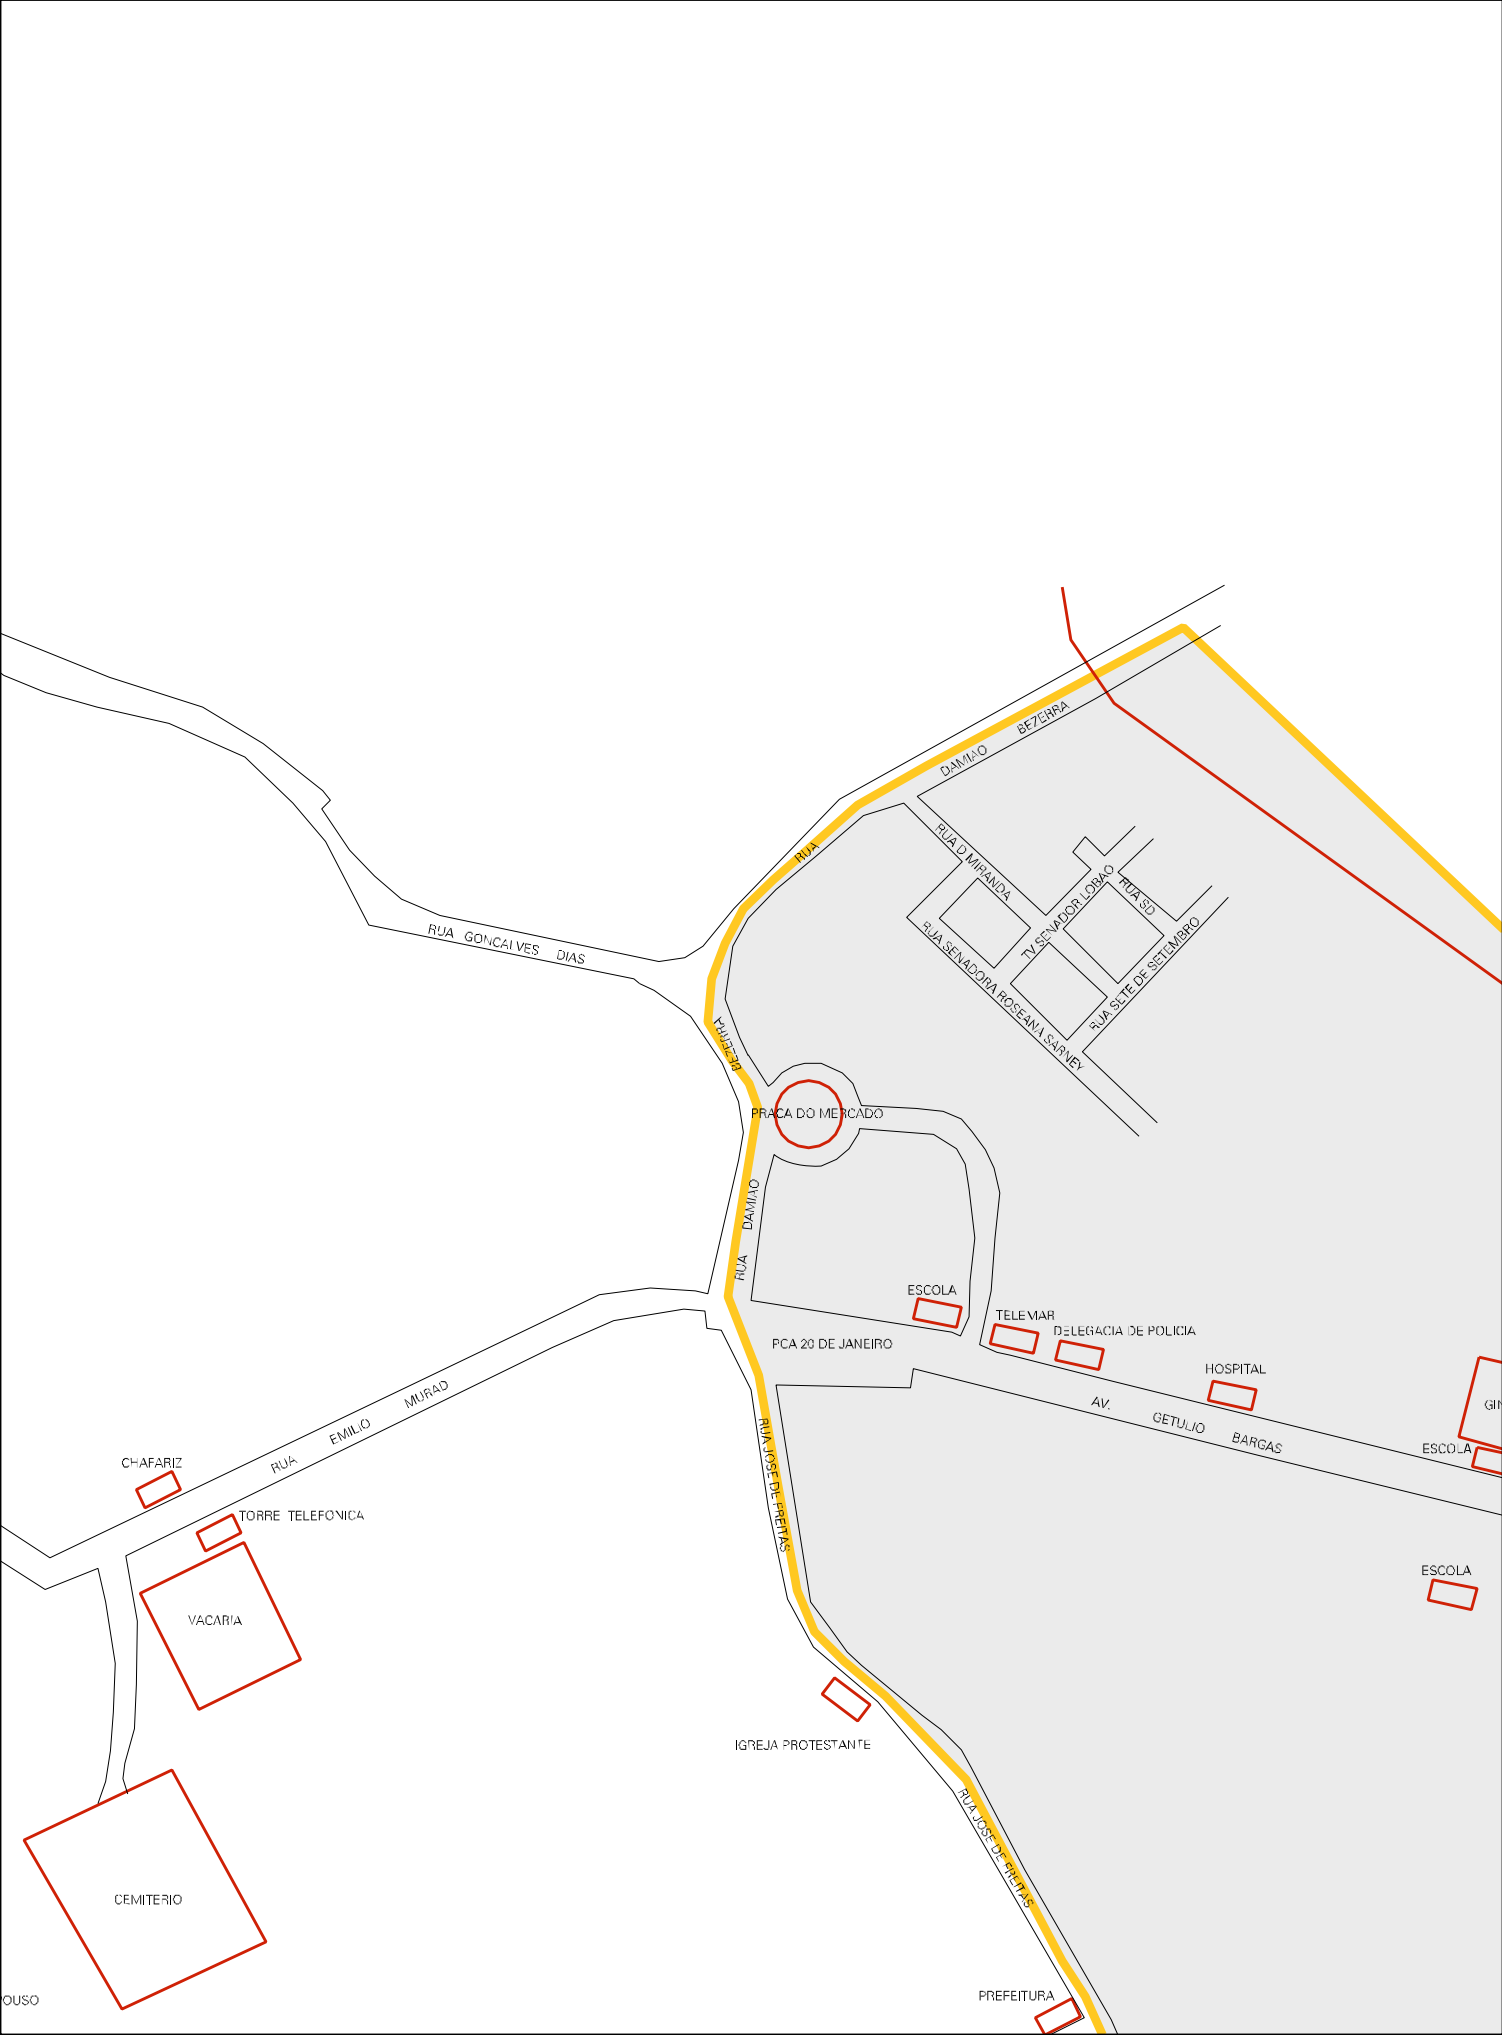 DAMIAO BEZERRA
RUA
RUA D MIRANDA
TV SENADOR LOBAO
RUA SD
RUA SETE DE SETEMBRO
RUA SENADORA ROSEANA SARNEY
RUA GONCALVES DIAS
BEZERRA
PRACA DO MERCADO
RUA DAMIAO
ESCOLA
TELEMAR
DELEGACIA DE POLICIA
PCA 20 DE JANEIRO
HOSPITAL
AV. GETULIO BARGAS
ESCOLA
RUA EMILIO MURAD
RUA JOSE DE FREITAS
CHAFARIZ
TORRE TELEFONICA
ESCOLA
VACARIA
IGREJA PROTESTANTE
RUA JOSE DE FREITAS
CEMITERIO
PREFEITURA
OUSO